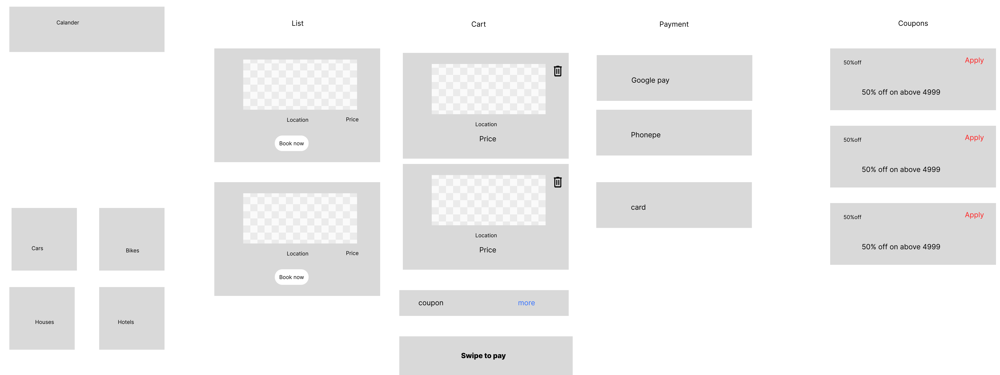 Calander
Cars
Bikes
Houses
Hotels
List
Location
Price
Book now
Location
Price
Book now
Cart
Location
Price
Location
Price
coupon
more
Swipe to pay
Payment
Google pay
Phonepe
card
Coupons
50%off
Apply
50% off on above 4999
50%off
Apply
50% off on above 4999
50%off
Apply
50% off on above 4999